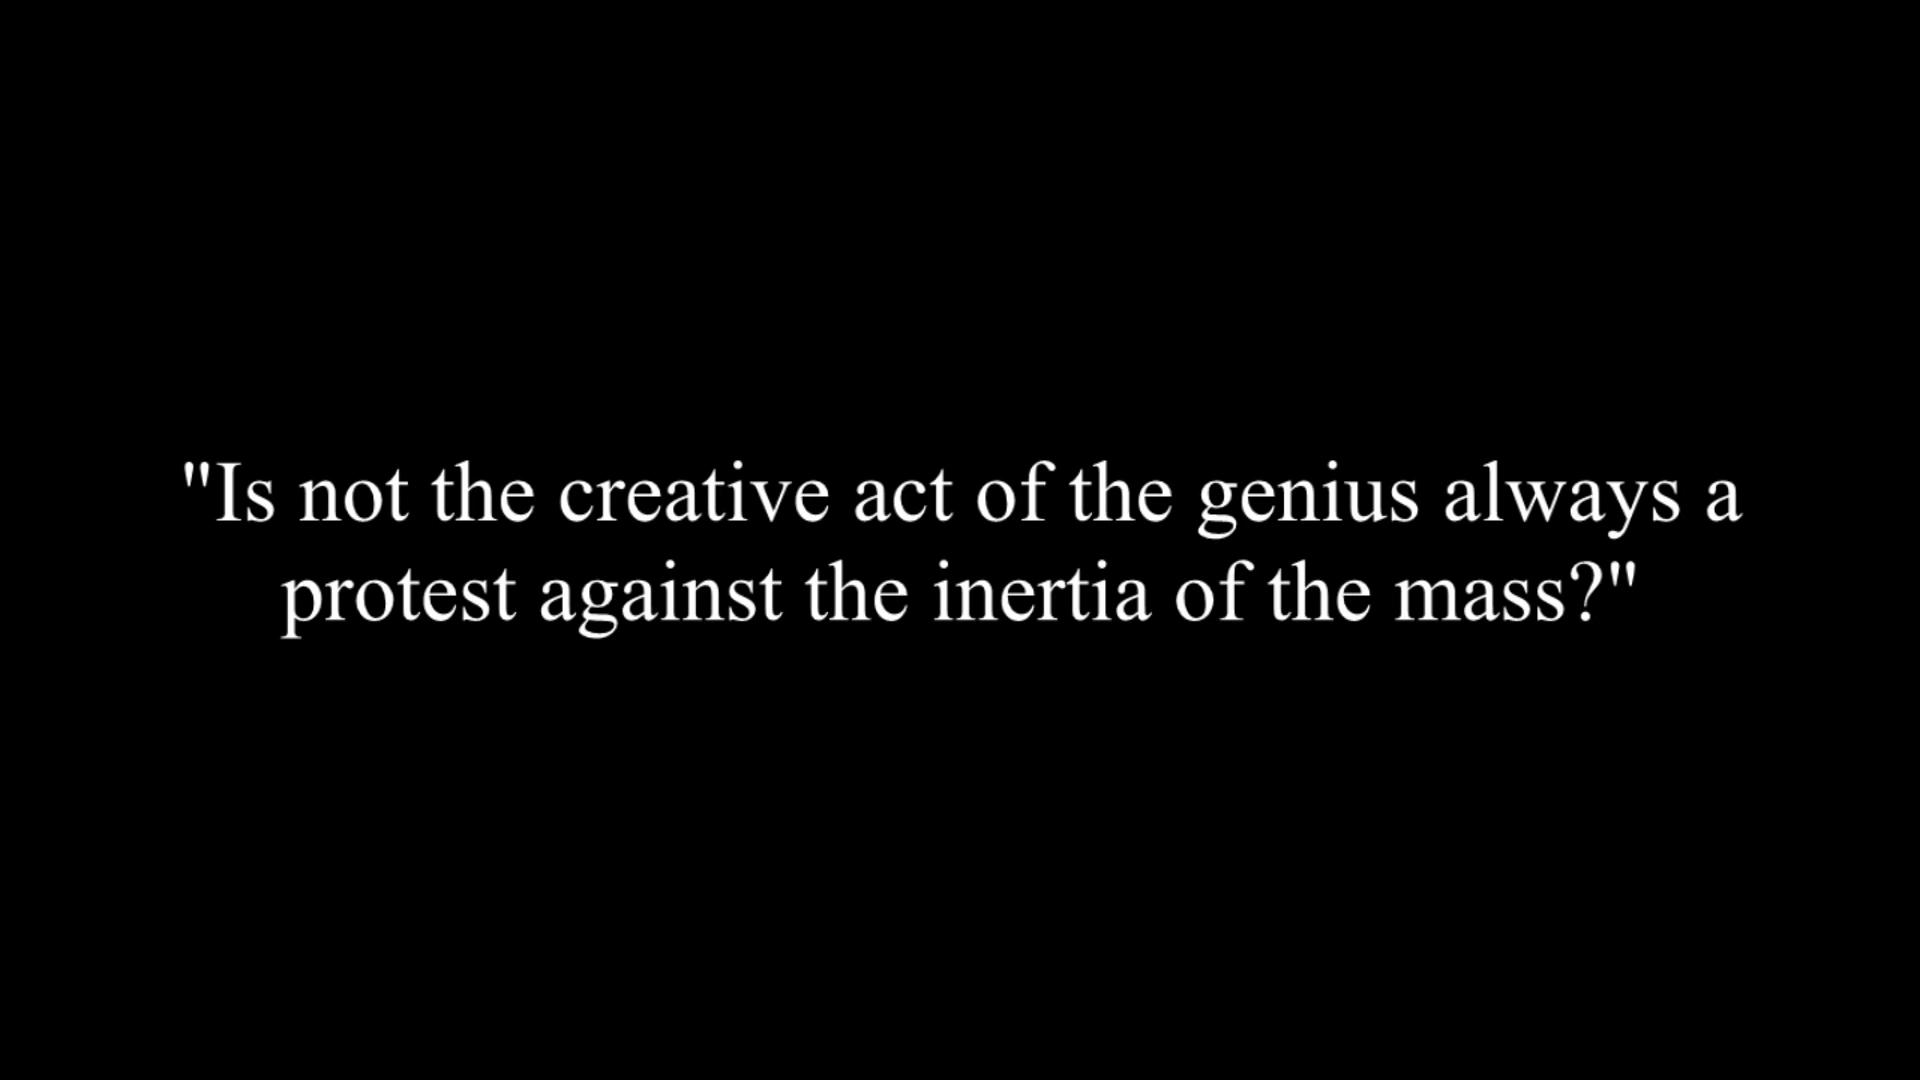 "Is not the creative act of the genius always a
protest against the inertia of the mass?"